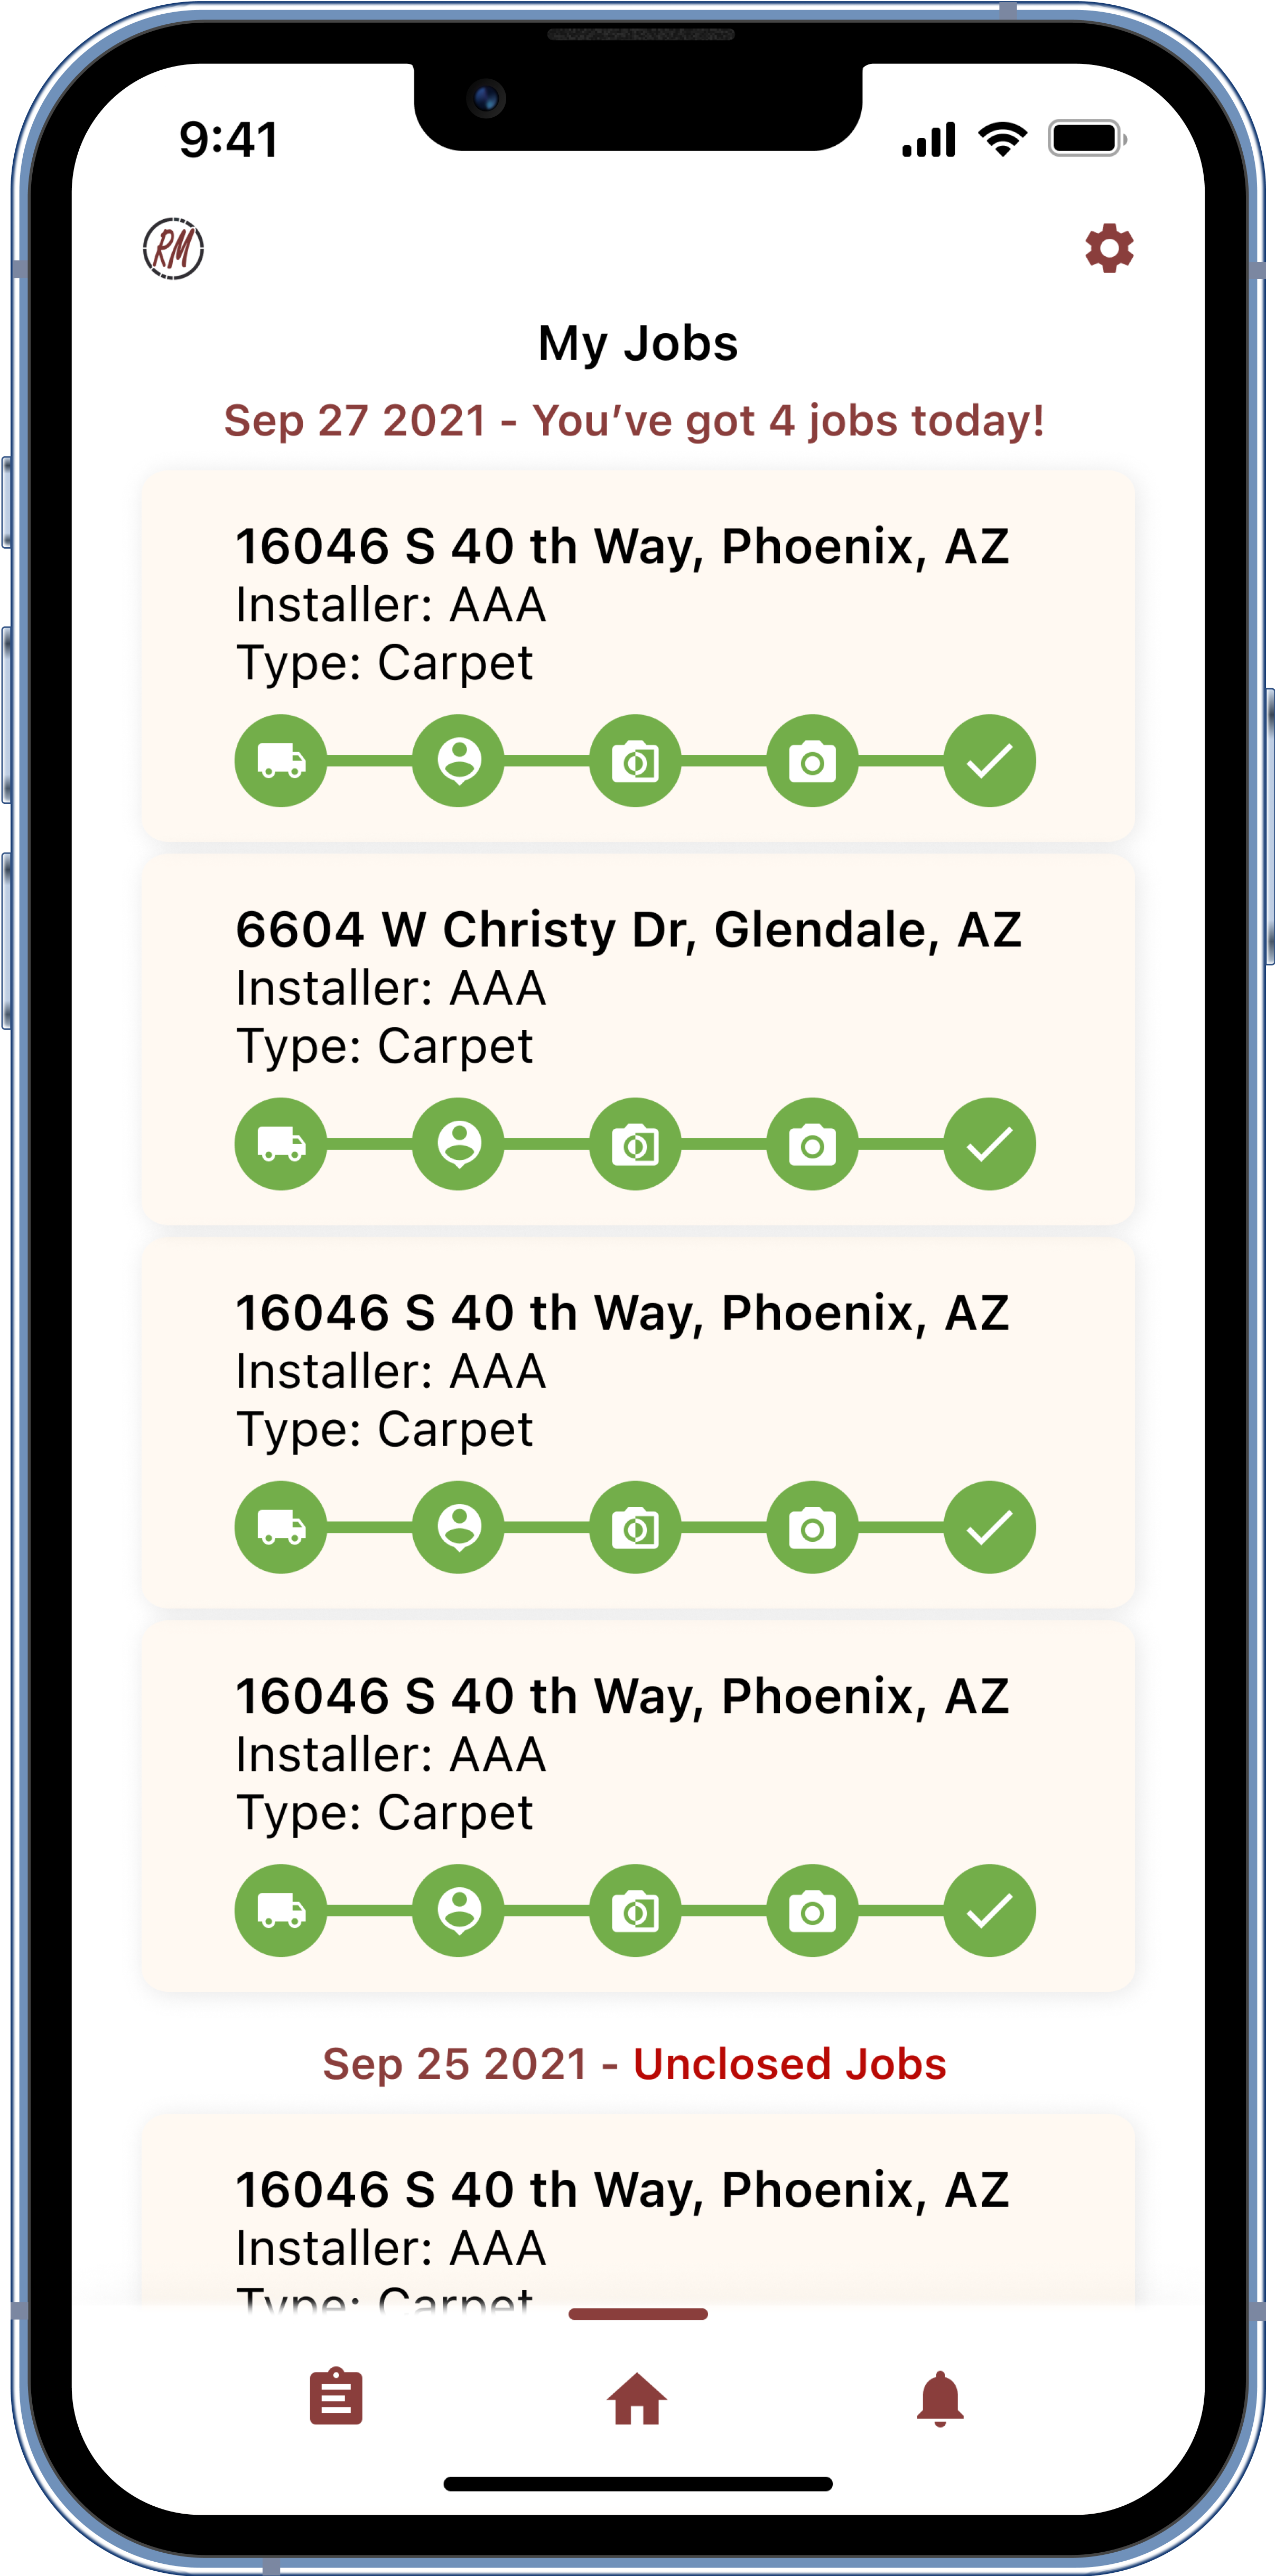 9:41
RM
My Jobs
Sep 27 2021 - You’ve got 4 jobs today!
16046 S 40 th Way, Phoenix, AZ
Installer: AAA
Type: Carpet
6604 W Christy Dr, Glendale, AZ
Installer: AAA
Type: Carpet
16046 S 40 th Way, Phoenix, AZ
Installer: AAA
Type: Carpet
16046 S 40 th Way, Phoenix, AZ
Installer: AAA
Type: Carpet
Sep 25 2021 - Unclosed Jobs
16046 S 40 th Way, Phoenix, AZ
Installer: AAA
Type: Carpet